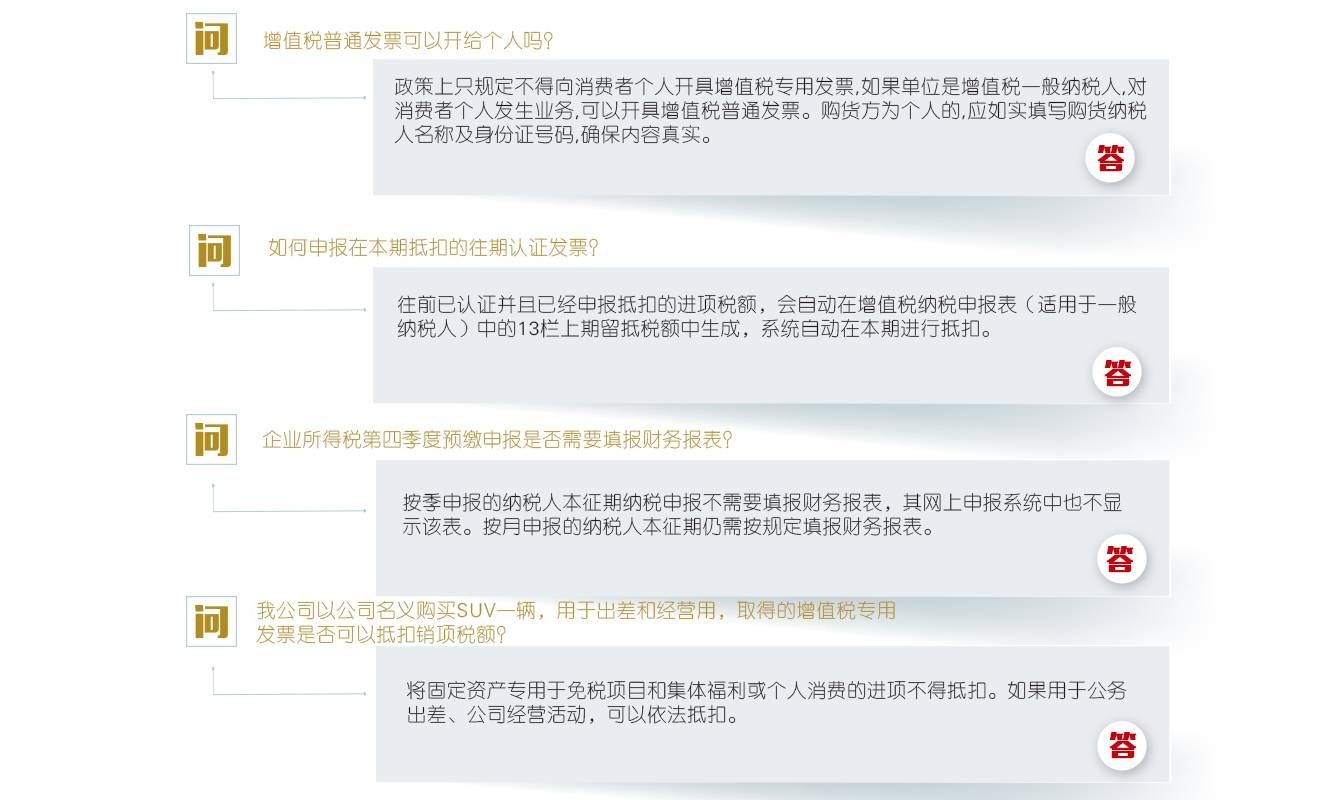 问
增值税普通发票可以开给个人吗?
政策上只规定不得向消费者个人开具增值税专用发票,如果单位是增值税一般纳税人,对
消费者个人发生业务,可以开具增值税普通发票。购货方为个人的,应如实填写购货纳税
人名称及身份证号码,确保内容真实。
答
问
如何申报在本期抵扣的往期认证发票?
往前已认证并且已经申报抵扣的进项税额，会自动在增值税纳税申报表（适用于一般
纳税人）中的13栏上期留抵税额中生成，系统自动在本期进行抵扣。
答
问
企业所得税第四季度预缴申报是否需要填报财务报表?
按季申报的纳税人本征期纳税申报不需要填报财务报表，其网上申报系统中也不显
示该表。按月申报的纳税人本征期仍需按规定填报财务报表。
答
问
我公司以公司名义购买SUV一辆，用于出差和经营用，取得的增值税专用
发票是否可以抵扣销项税额?
将固定资产专用于免税项目和集体福利或个人消费的进项不得抵扣。如果用于公务
出差、公司经营活动，可以依法抵扣。
答